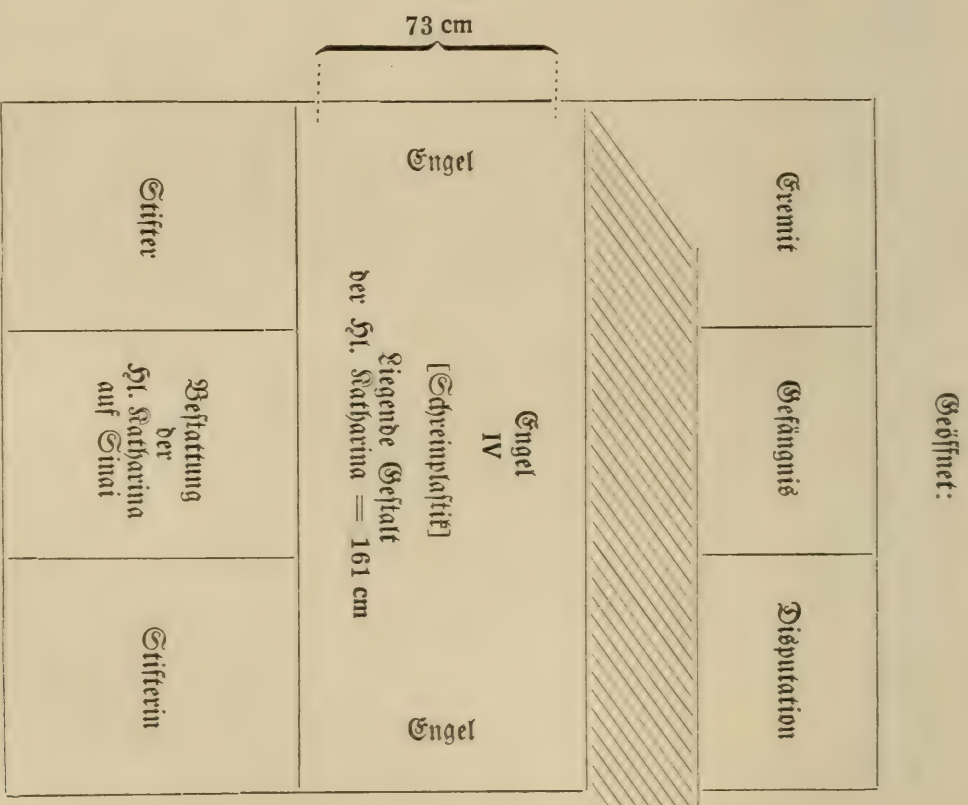 Geöffnet:
Eremit
Gefängnis
Disputation
73 cm
Engel
Engel
IV
[Schreinplastik]
Liegende Gestalt
der Hl. Katharina = 161 cm
Engel
Stifter
Bestattung
der
Hl. Katharina
auf Sinai
Stifterin